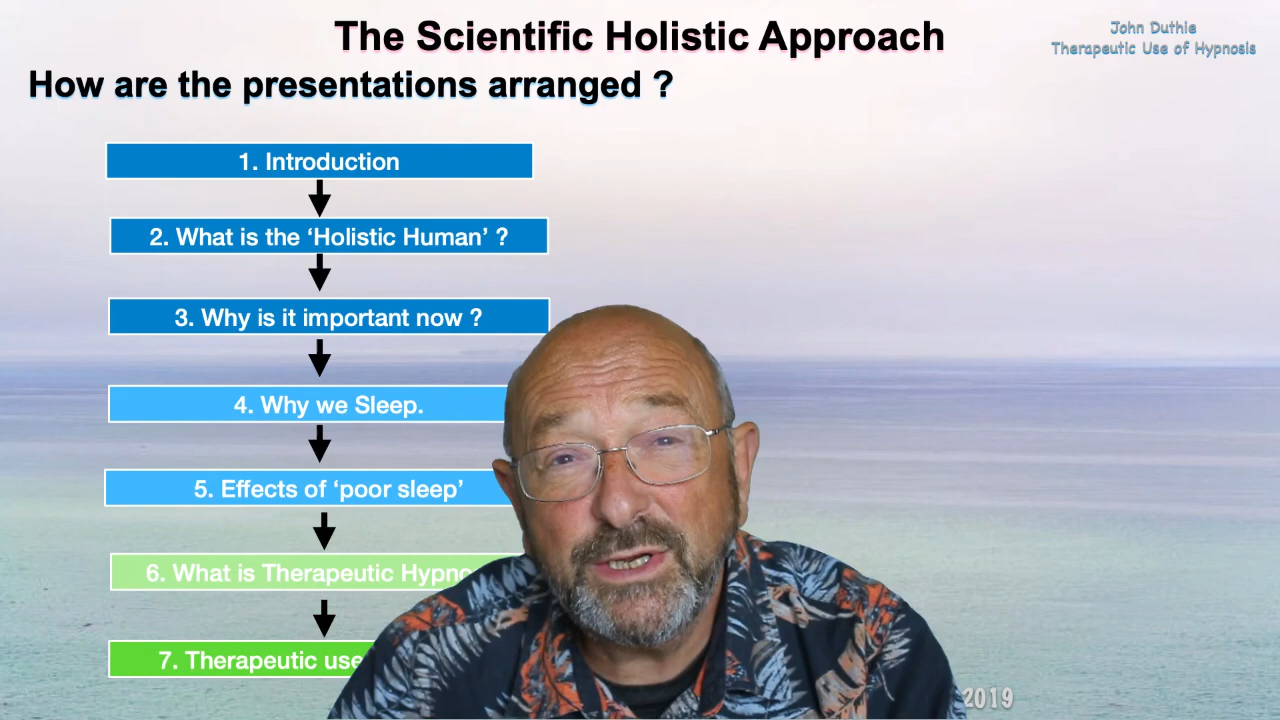 The Scientific Holistic Approach
John Duthie
Therapeutic Use of Hypnosis
How are the presentations arranged ?
1. Introduction
2. What is the ‘Holistic Human’ ?
3. Why is it important now ?
4. Why we Sleep.
5. Effects of ‘poor sleep’
6. What is Therapeutic
7. Therapeutic use
2019